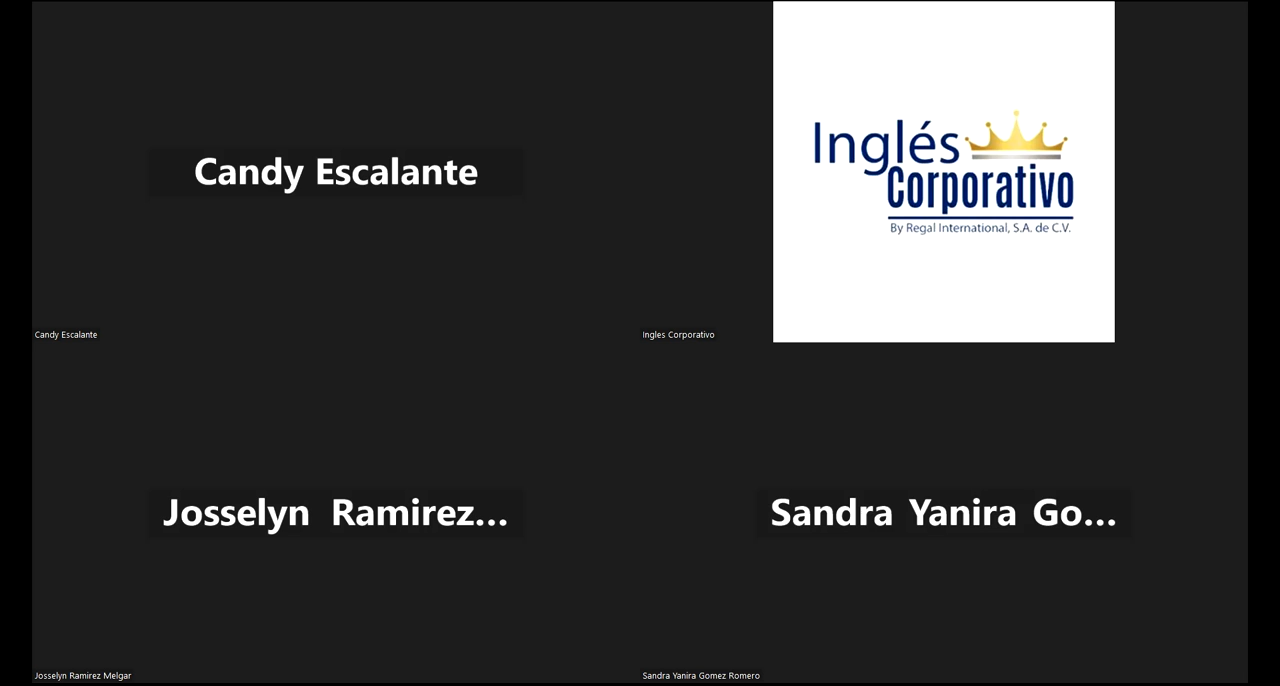 Candy Escalante
Candy Escalante
Inglés
Corporativo
By Regal International, S.A. de C.V.
Ingles Corporativo
Josselyn Ramirez...
Josselyn Ramirez Melgar
Sandra Yanira Go...
Sandra Yanira Gomez Romero